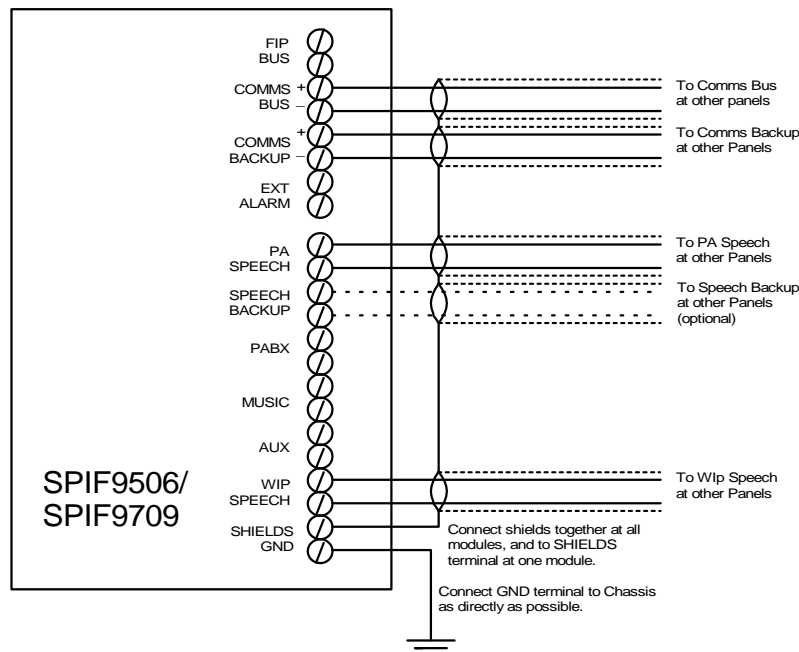 FIP
BUS
COMMS +
BUS –
COMMS +
BACKUP –
EXT
ALARM
PA
SPEECH
SPEECH
BACKUP
PABX
MUSIC
AUX
WIP
SPEECH
SHIELDS
GND
SPIF9506/
SPIF9709
To Comms Bus
at other panels
To Comms Backup
at other Panels
To PA Speech
at other Panels
To Speech Backup
at other Panels
(optional)
To WIp Speech
at other Panels
Connect shields together at all
modules, and to SHIELDS
terminal at one module.
Connect GND terminal to Chassis
as directly as possible.